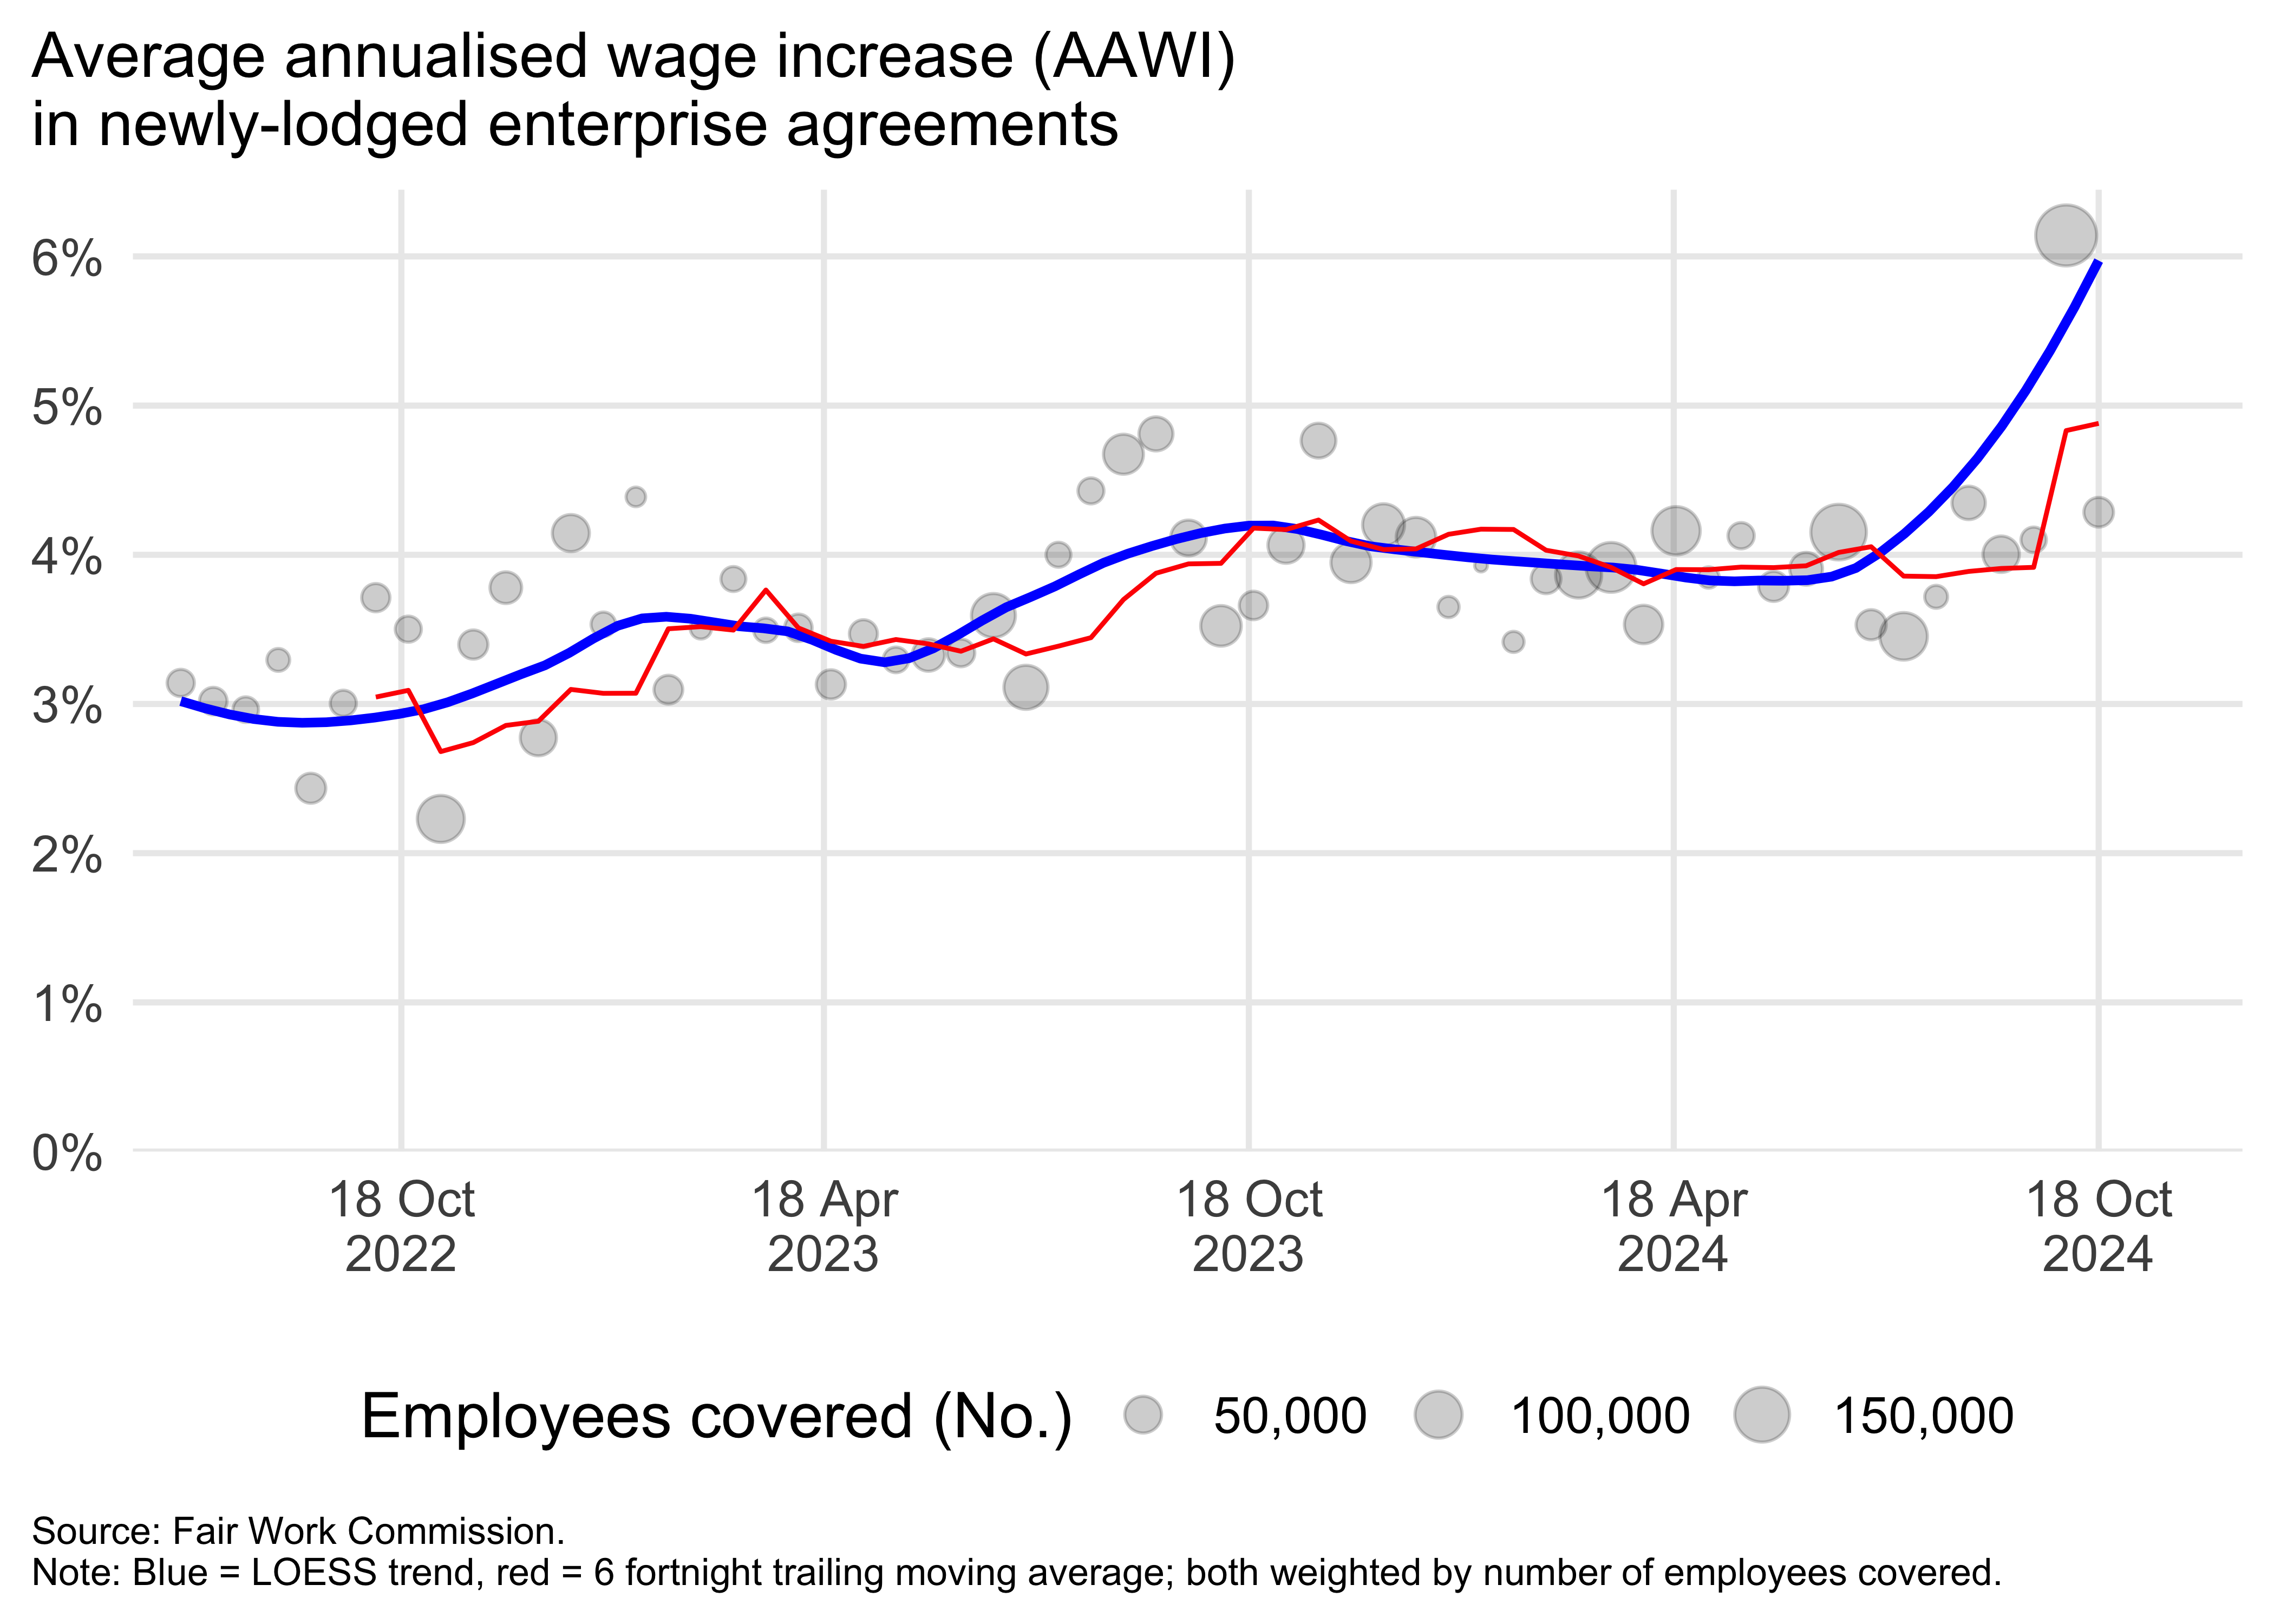 Average annualised wage increase (AAWI)
in newly-lodged enterprise agreements
6%
5%
4%
3%
2%
1%
0%
18 Oct
2022
18 Apr
2023
18 Oct
2023
18 Apr
2024
18 Oct
2024
Employees covered (No.) 50,000 100,000 150,000
Source: Fair Work Commission.
Note: Blue = LOESS trend, red = 6 fortnight trailing moving average; both weighted by number of employees covered.